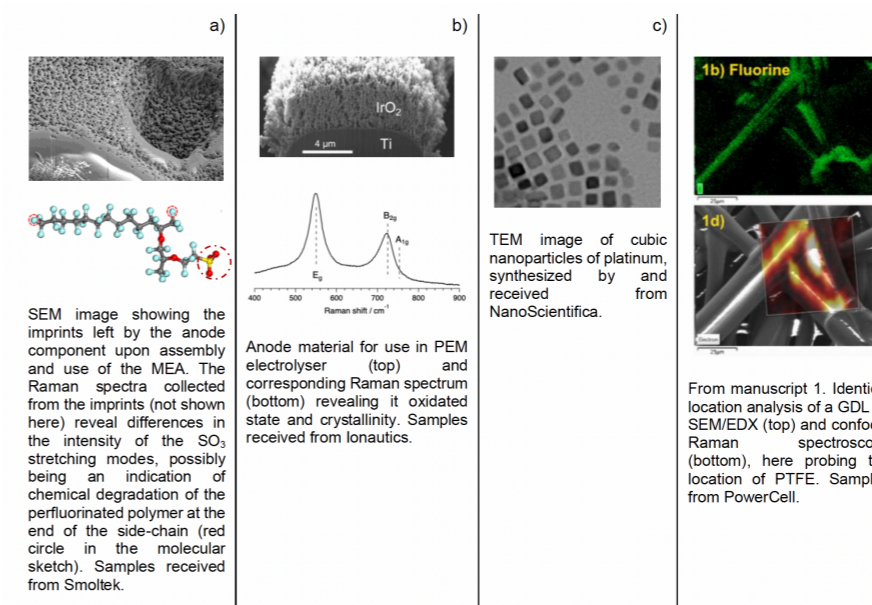 a)
SEM image showing the
imprints left by the anode
component upon assembly
and use of the MEA. The
Raman spectra collected
from the imprints (not shown
here) reveal differences in
the intensity of the SO3
stretching modes, possibly
being an indication of
chemical degradation of the
perfluorinated polymer at the
end of the side-chain (red
circle in the molecular
sketch). Samples received
from Smoltek.
b)
IrO2
4 μm
Ti
B2g
A1g
Eg
400 500 600 700 800 900
Raman shift / cm-1
Anode material for use in PEM
electrolyser (top) and
corresponding Raman spectrum
(bottom) revealing it oxidated
state and crystallinity. Samples
received from Ionautics.
c)
TEM image of cubic
nanoparticles of platinum,
synthesized by and
received from
NanoScientifica.
1b) Fluorine
25μm
1d)
Electron
25μm
From manuscript 1.
location analysis of a GDL
SEM/EDX (top) and
Raman
(bottom), here probing
location of PTFE.
from PowerCell.